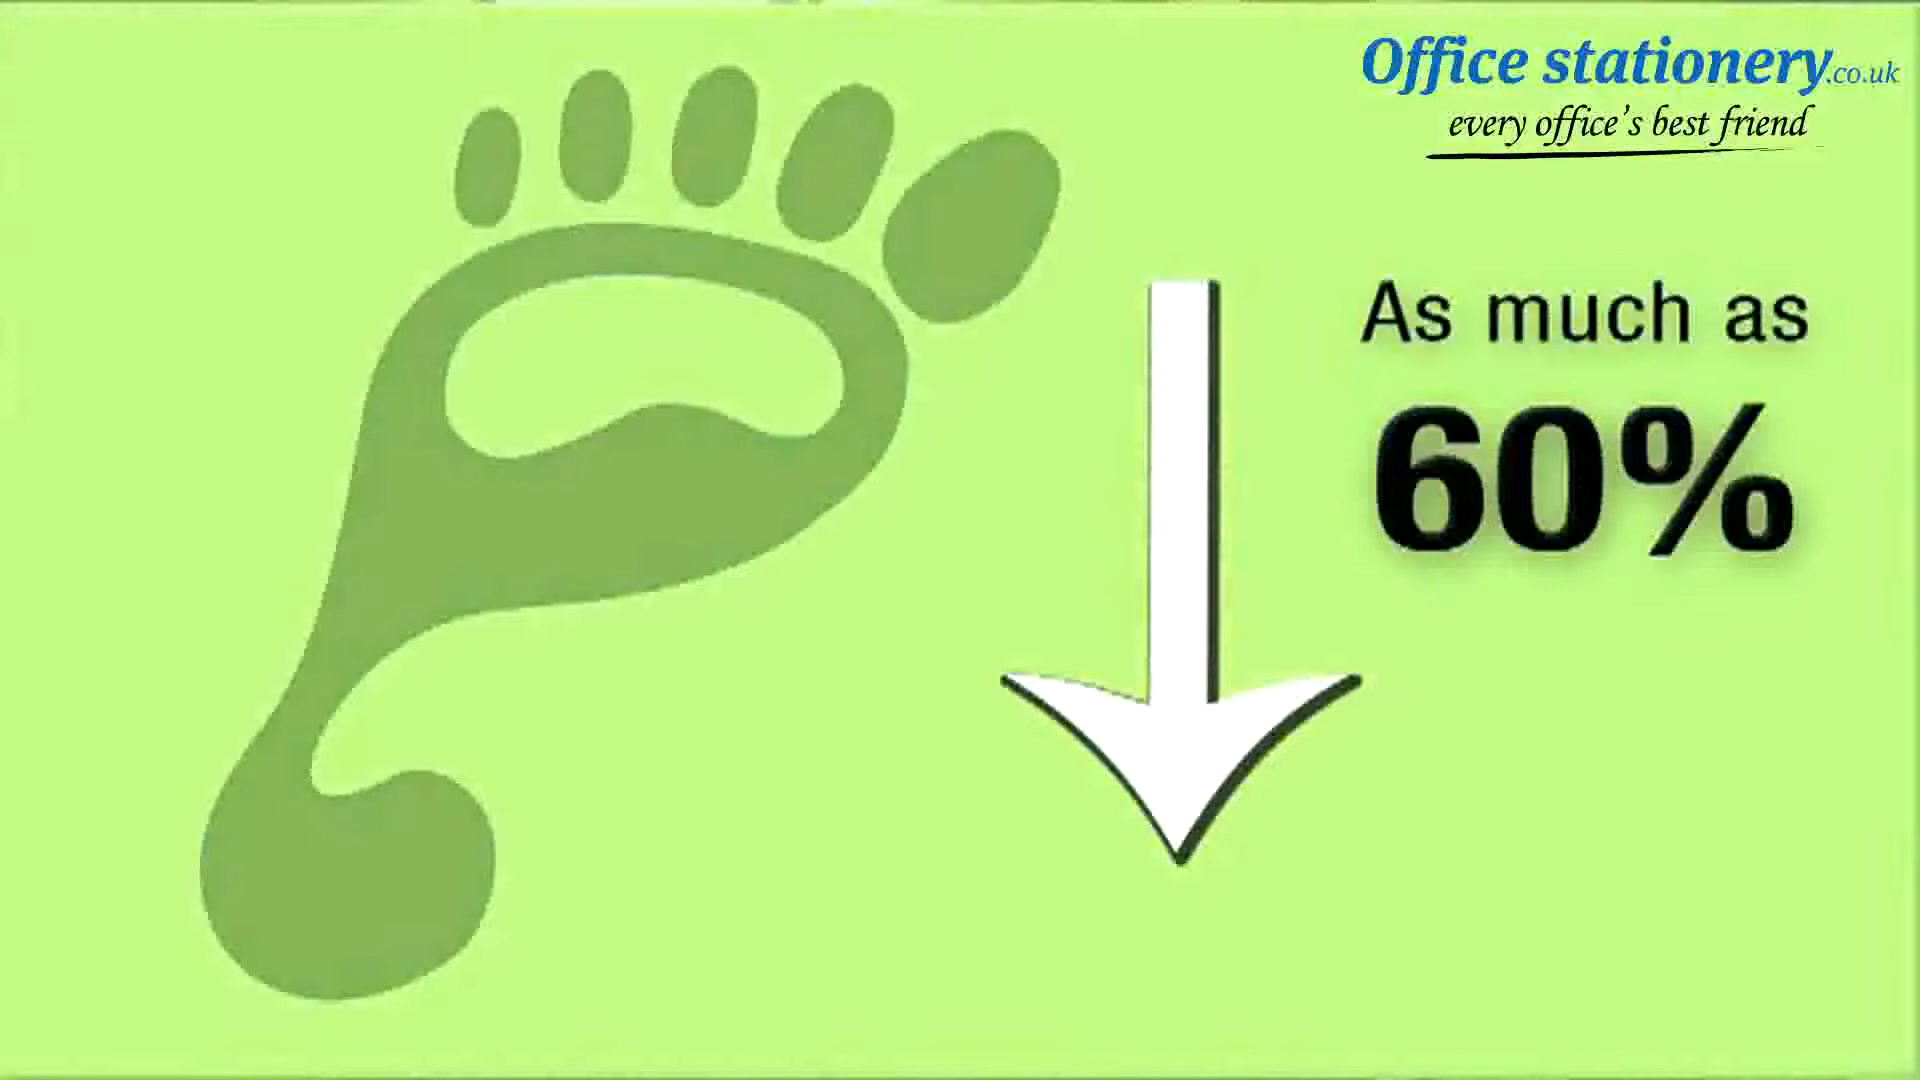 Office stationery.co.uk
every office's best friend
As much as
60%